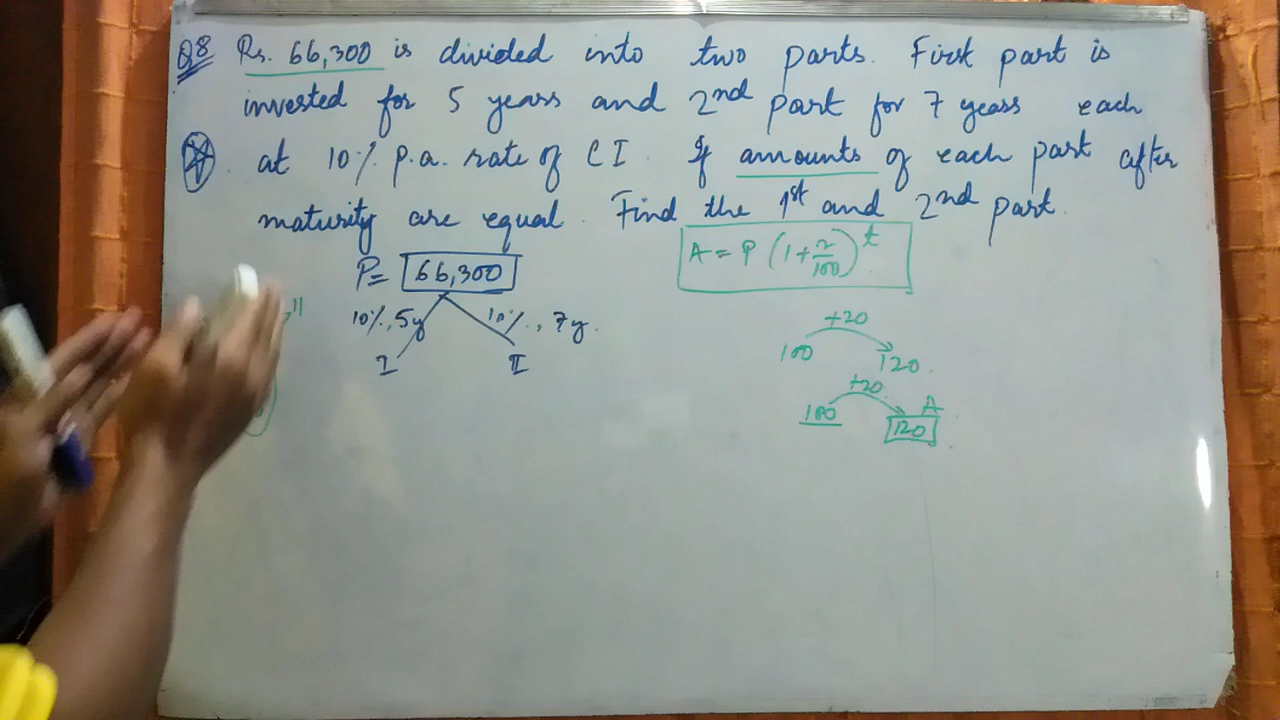 Q8 Rs. 66,300 is divided into two parts. First part is
invested for 5 years and 2nd part for 7 years each
at 10% p.a. rate of CI. If amounts of each part after
maturity are equal. Find the 1st and 2nd part.
P= 66,300
A = P (1+r/100)^t
10%, 5y 10%, 7y.
I II
+20
100 120.
+20
100 120 A
11